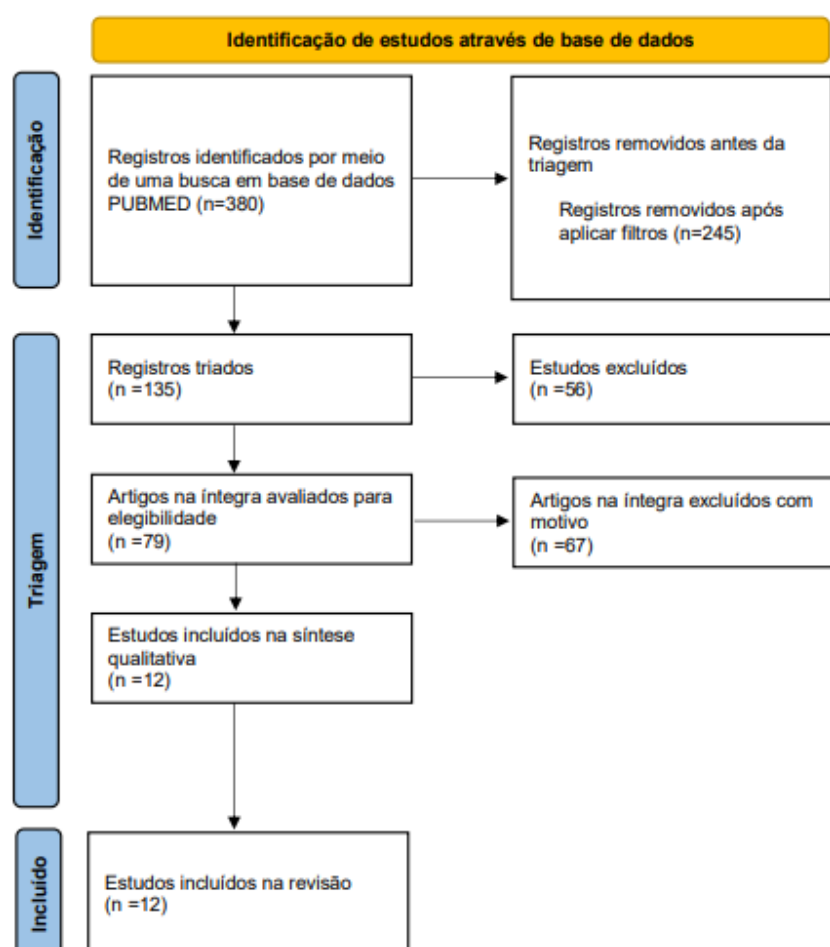 Identificação de estudos através de base de dados
Identificação
Registros identificados por meio
de uma busca em base de dados
PUBMED (n=380)
Registros removidos antes da
triagem
Registros removidos após
aplicar filtros (n=245)
Triagem
Registros triados
(n =135)
Estudos excluídos
(n =56)
Artigos na íntegra avaliados para
elegibilidade
(n =79)
Artigos na íntegra excluídos com
motivo
(n =67)
Estudos incluídos na síntese
qualitativa
(n =12)
Incluído
Estudos incluídos na revisão
(n =12)